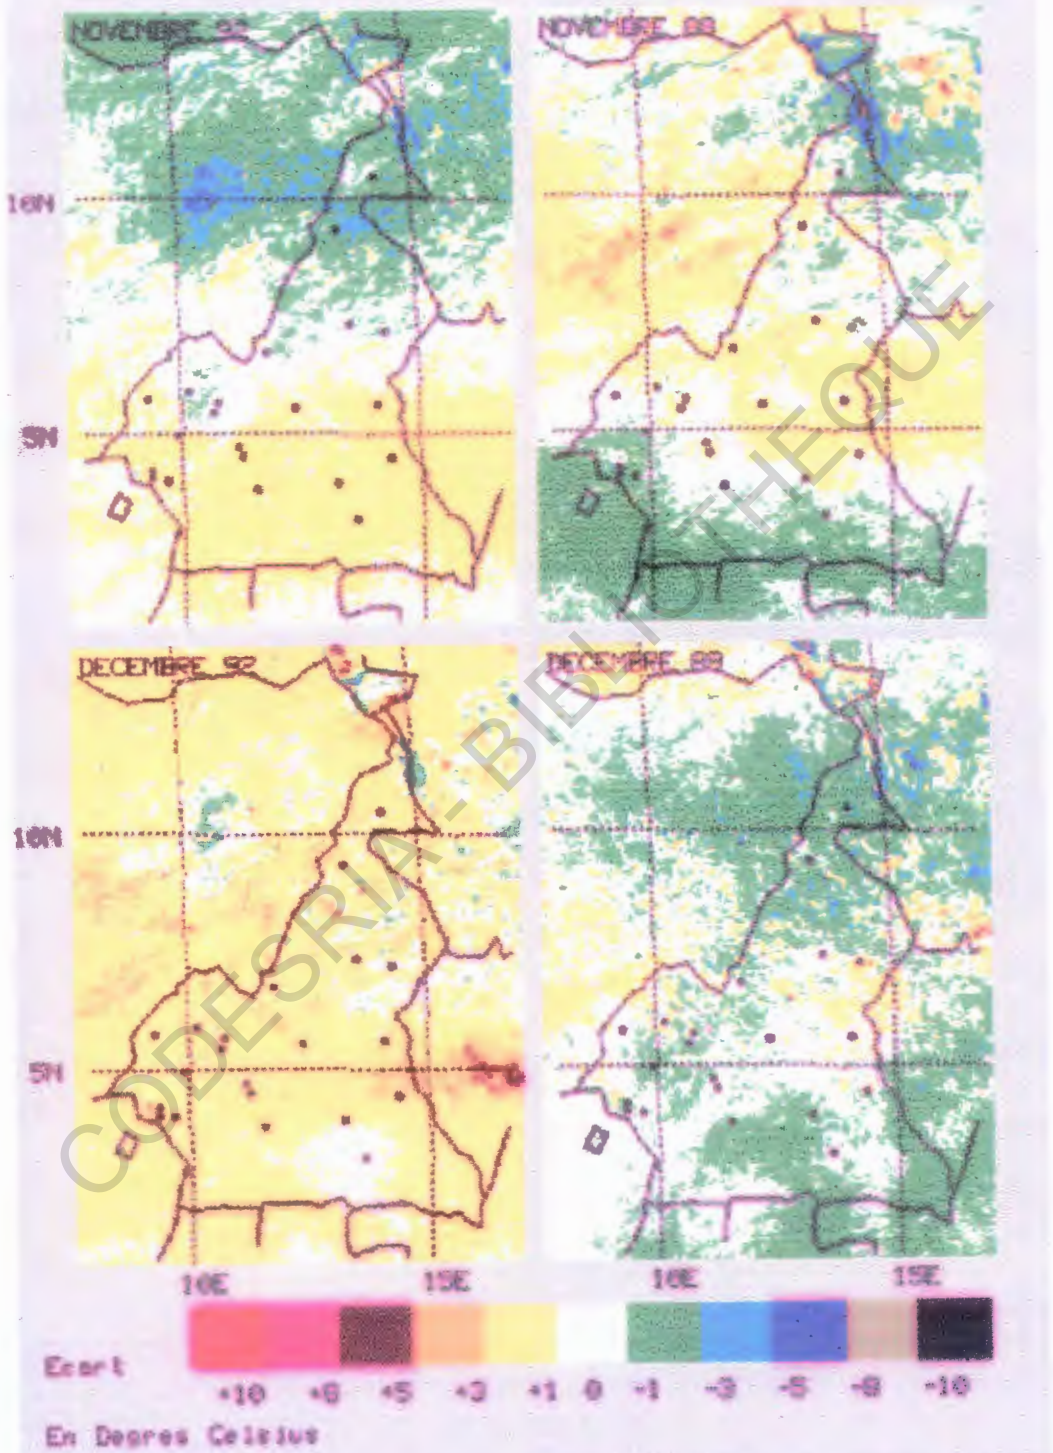 NOVEMBRE 92
NOVEMBRE 88
10N
5N
DECEMBRE 92
DECEMBRE 88
10N
5N
10E 15E 10E 15E
+10 +8 +5 +3 +1 0 -1 -3 -5 -8 -10
Ecart
En Degres Celsius
CODESRIA - BIBLIOTHEQUE